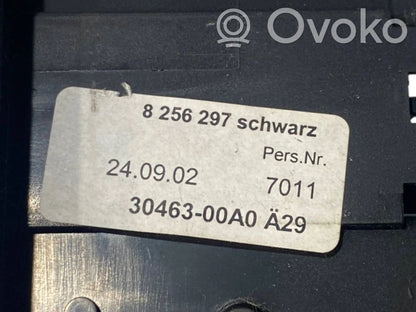 Ovoko
8 256 297 schwarz
Pers.Nr.
24.09.02 7011
30463-00A0 Ä29